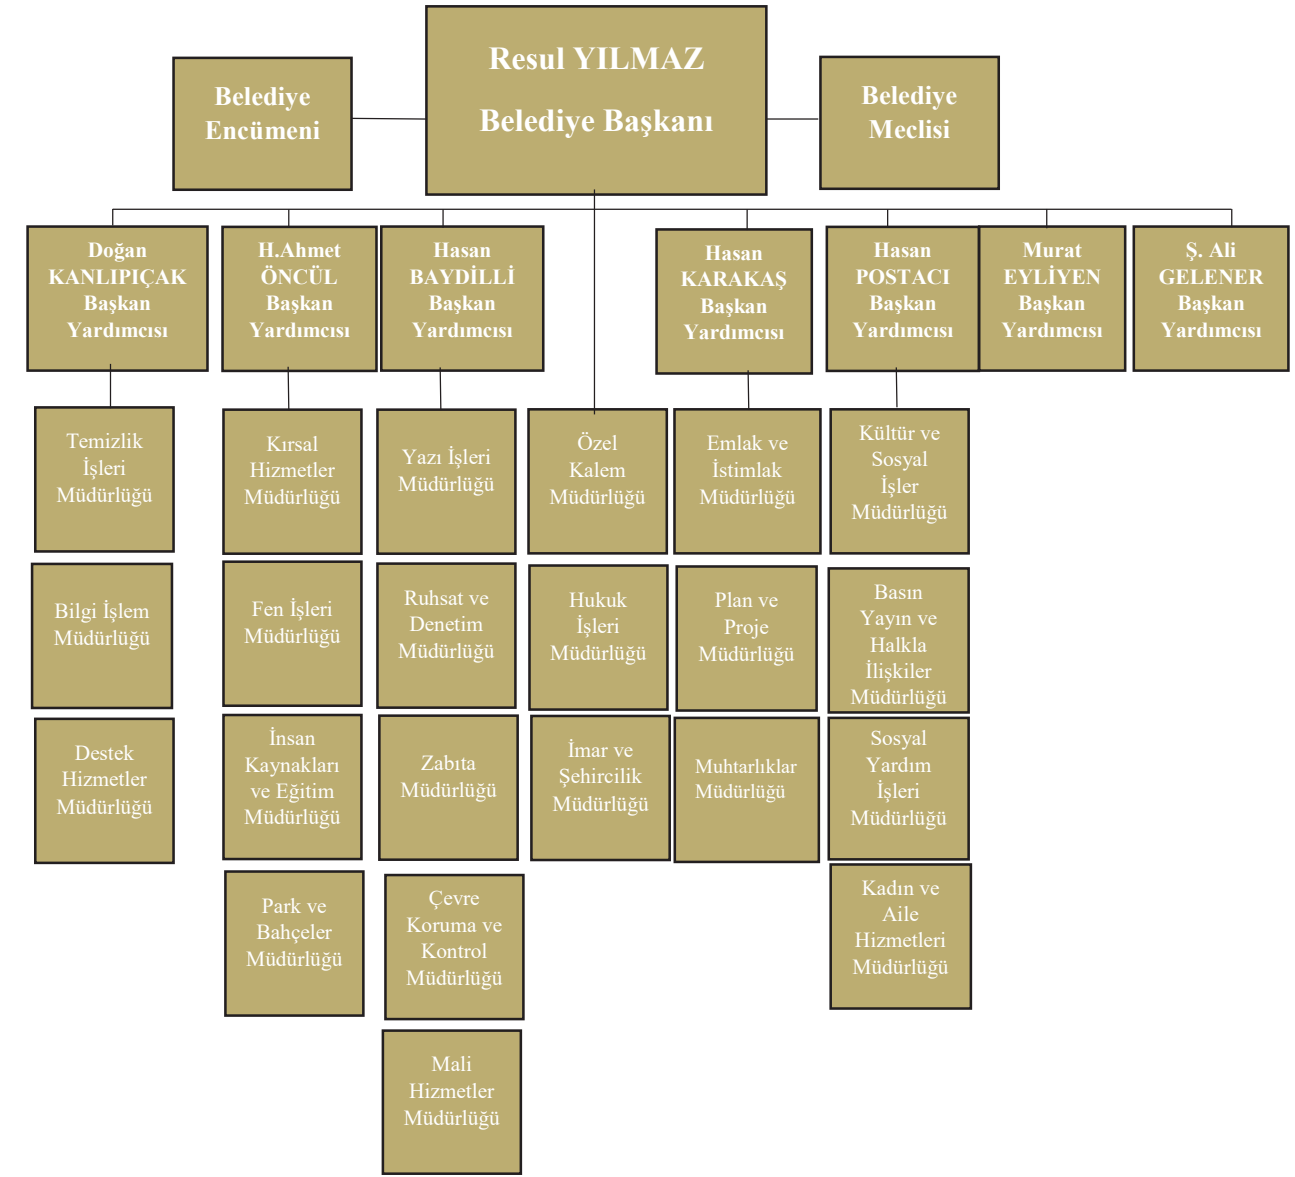 Resul YILMAZ
Belediye Başkanı
Belediye
Encümeni
Belediye
Meclisi
Doğan
KANLIPIÇAK
Başkan
Yardımcısı
H.Ahmet
ÖNCÜL
Başkan
Yardımcısı
Hasan
BAYDİLLİ
Başkan
Yardımcısı
Hasan
KARAKAŞ
Başkan
Yardımcısı
Hasan
POSTACI
Başkan
Yardımcısı
Murat
EYLİYEN
Başkan
Yardımcısı
Ş. Ali
GELENER
Başkan
Yardımcısı
Temizlik
İşleri
Müdürlüğü
Kırsal
Hizmetler
Müdürlüğü
Yazı İşleri
Müdürlüğü
Özel
Kalem
Müdürlüğü
Emlak ve
İstimlak
Müdürlüğü
Kültür ve
Sosyal
İşler
Müdürlüğü
Bilgi İşlem
Müdürlüğü
Fen İşleri
Müdürlüğü
Ruhsat ve
Denetim
Müdürlüğü
Hukuk
İşleri
Müdürlüğü
Plan ve
Proje
Müdürlüğü
Basın
Yayın ve
Halkla
İlişkiler
Müdürlüğü
Destek
Hizmetler
Müdürlüğü
İnsan
Kaynakları
ve Eğitim
Müdürlüğü
Zabıta
Müdürlüğü
İmar ve
Şehircilik
Müdürlüğü
Muhtarlıklar
Müdürlüğü
Sosyal
Yardım
İşleri
Müdürlüğü
Park ve
Bahçeler
Müdürlüğü
Çevre
Koruma ve
Kontrol
Müdürlüğü
Kadın ve
Aile
Hizmetleri
Müdürlüğü
Mali
Hizmetler
Müdürlüğü